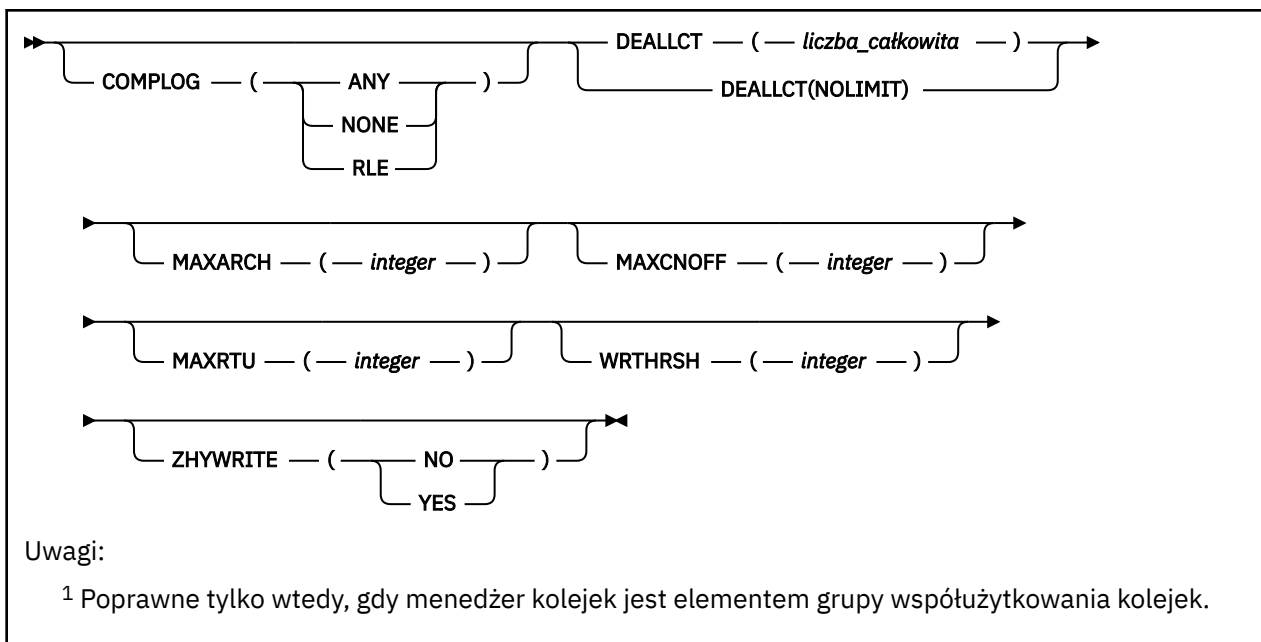 DEALLCT ( liczba_całkowita )
COMPLOG ( ANY ) DEALLCT(NOLIMIT)
NONE
RLE
MAXARCH ( integer ) MAXCNOFF ( integer )
MAXRTU ( integer ) WRTHRSH ( integer )
ZHYWRITE ( NO )
YES
Uwagi:
1 Poprawne tylko wtedy, gdy menedżer kolejek jest elementem grupy współużytkowania kolejek.